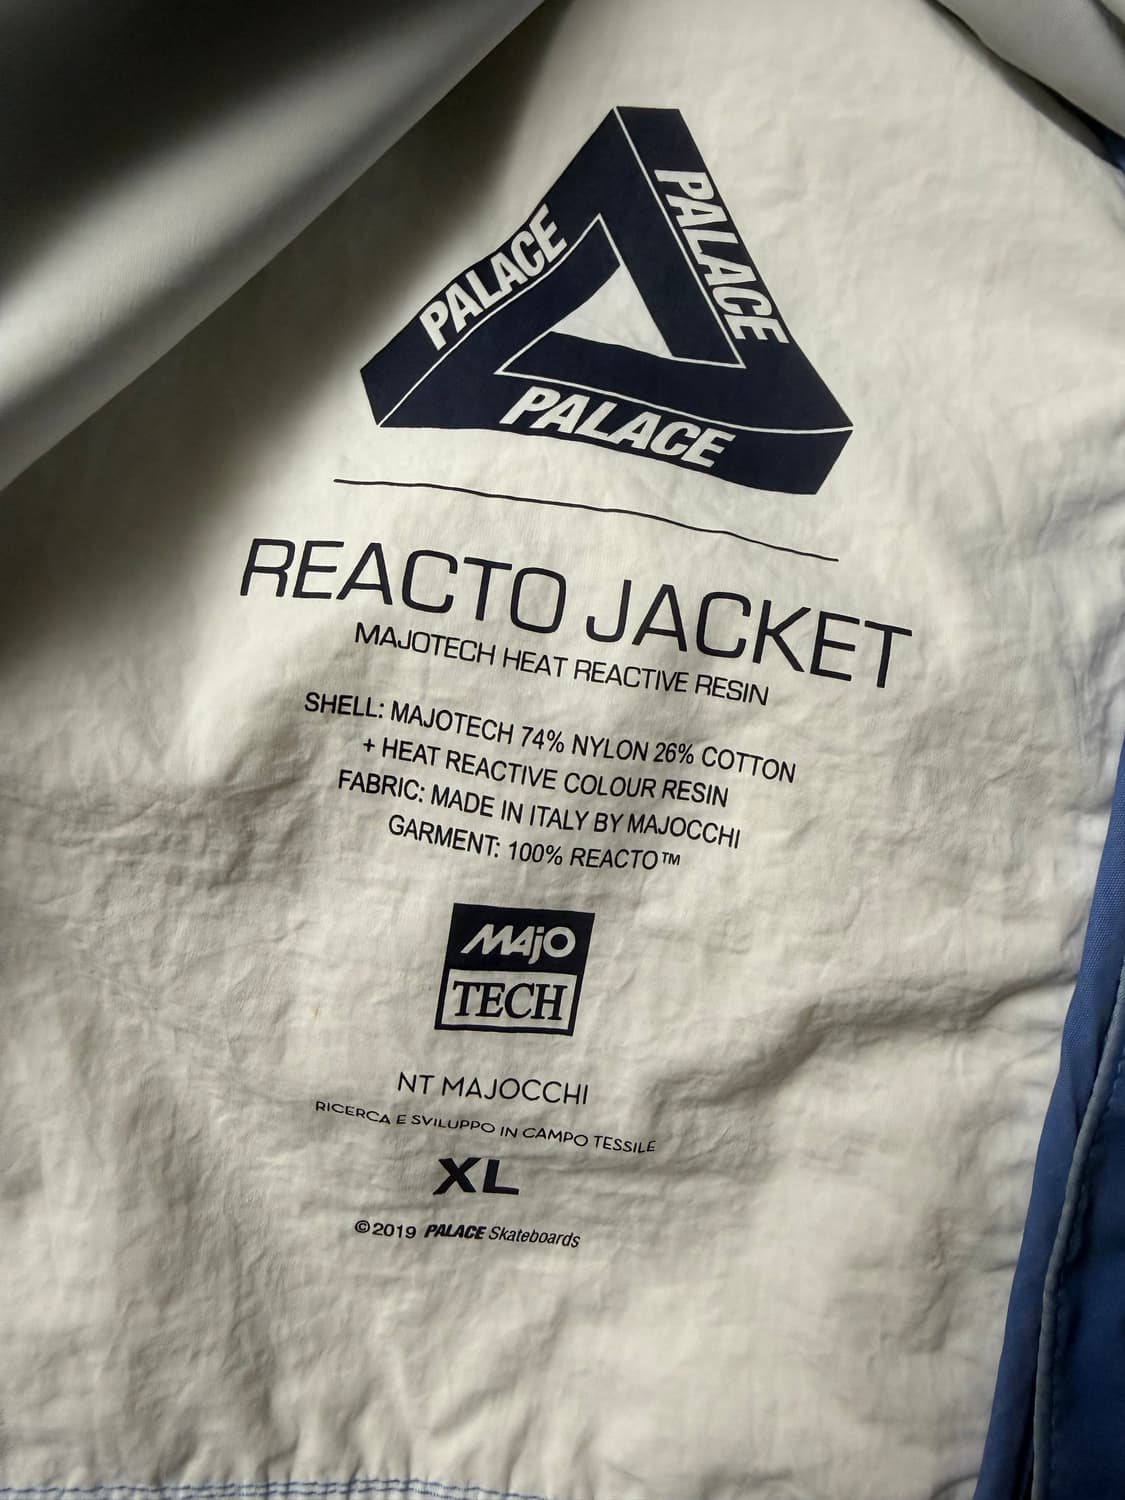 PALACE
PALACE
PALACE
REACTO JACKET
MAJOTECH HEAT REACTIVE RESIN
SHELL: MAJOTECH 74% NYLON 26% COTTON
+ HEAT REACTIVE COLOUR RESIN
FABRIC: MADE IN ITALY BY MAJOCCHI
GARMENT: 100% REACTO™
MAjO
TECH
NT MAJOCCHI
RICERCA E SVILUPPO IN CAMPO TESSILE
XL
©2019 PALACE Skateboards